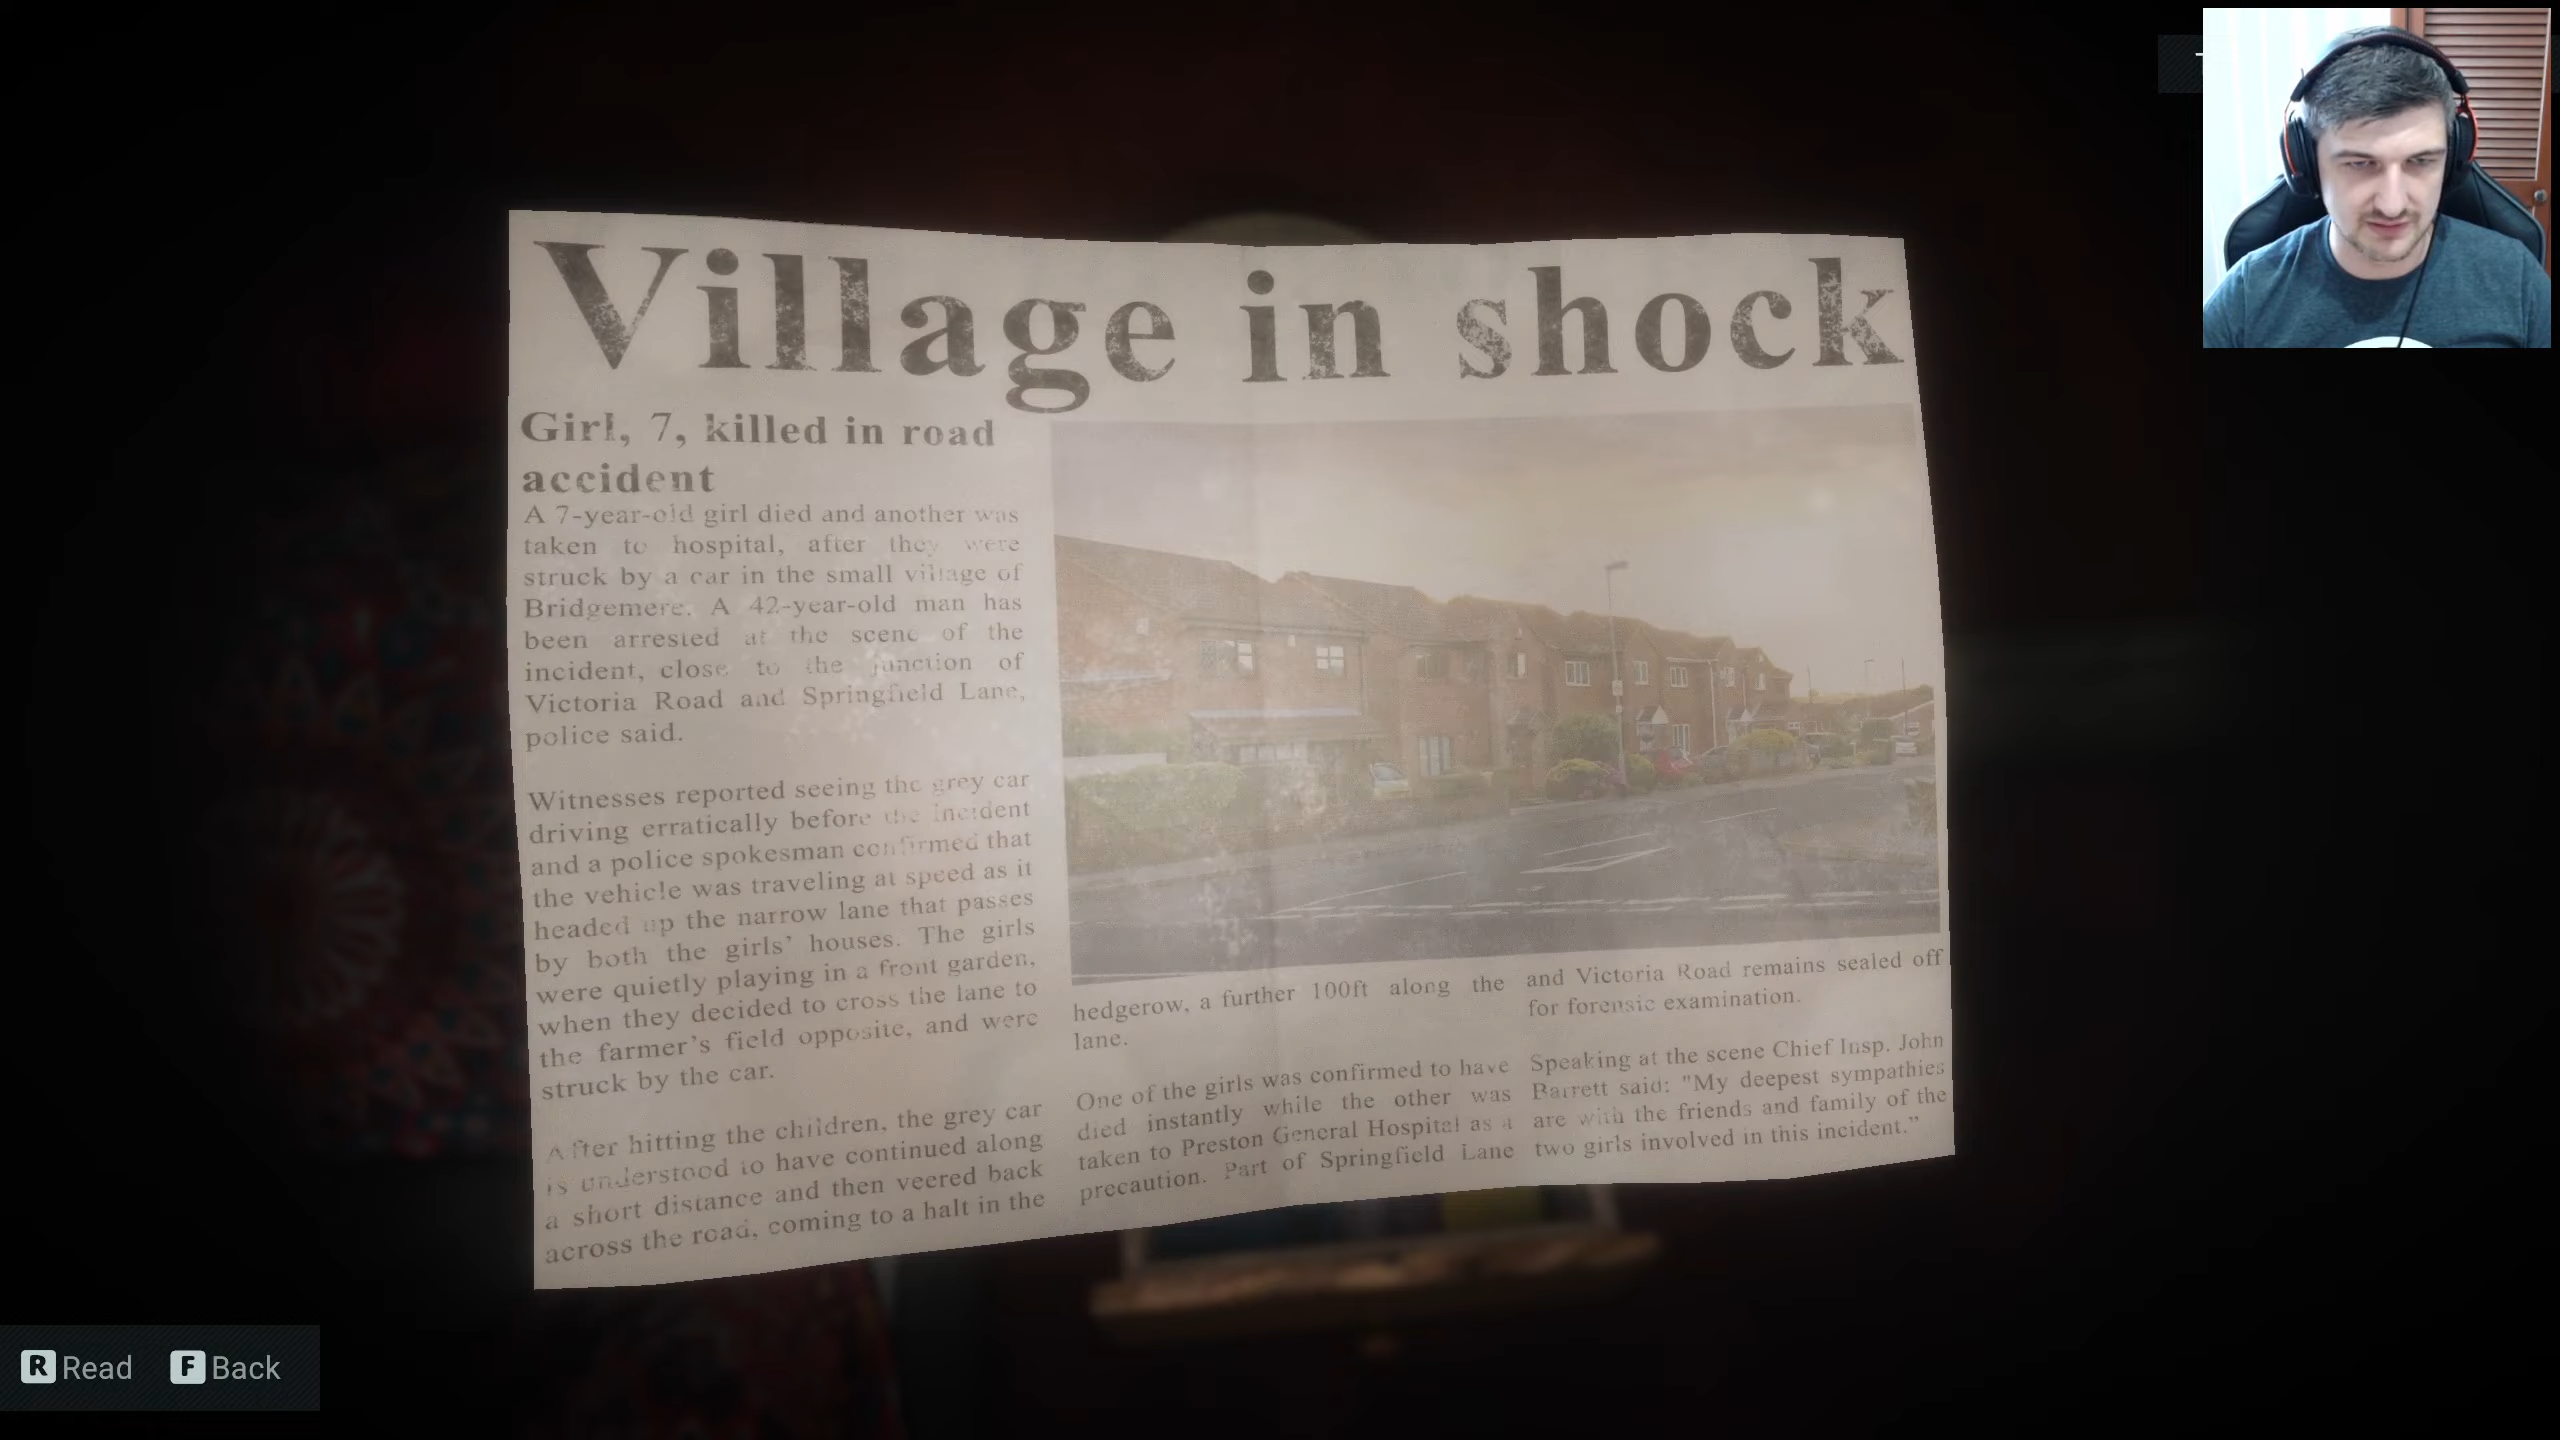 Village in shock
Girl, 7, killed in road
accident
A 7-year-old girl died and another was
taken to hospital, after they were
struck by a car in the small village of
Bridgemere. A 42-year-old man has
been arrested at the scene of the
incident, close to the junction of
Victoria Road and Springfield Lane,
police said.
Witnesses reported seeing the grey car
driving erratically before the incident
and a police spokesman confirmed that
the vehicle was traveling at speed as it
headed up the narrow lane that passes
by both the girls' houses. The girls
were quietly playing in a front garden,
when they decided to cross the lane to
the farmer's field opposite, and were
struck by the car.
After hitting the children, the grey car
is understood to have continued along
a short distance and then veered back
across the road, coming to a halt in the
hedgerow, a further 100ft along the
lane.
One of the girls was confirmed to have
died instantly while the other was
taken to Preston General Hospital as a
precaution. Part of Springfield Lane
and Victoria Road remains sealed off
for forensic examination.
Speaking at the scene Chief Insp. John
Barrett said: "My deepest sympathies
are with the friends and family of the
two girls involved in this incident."
R Read F Back